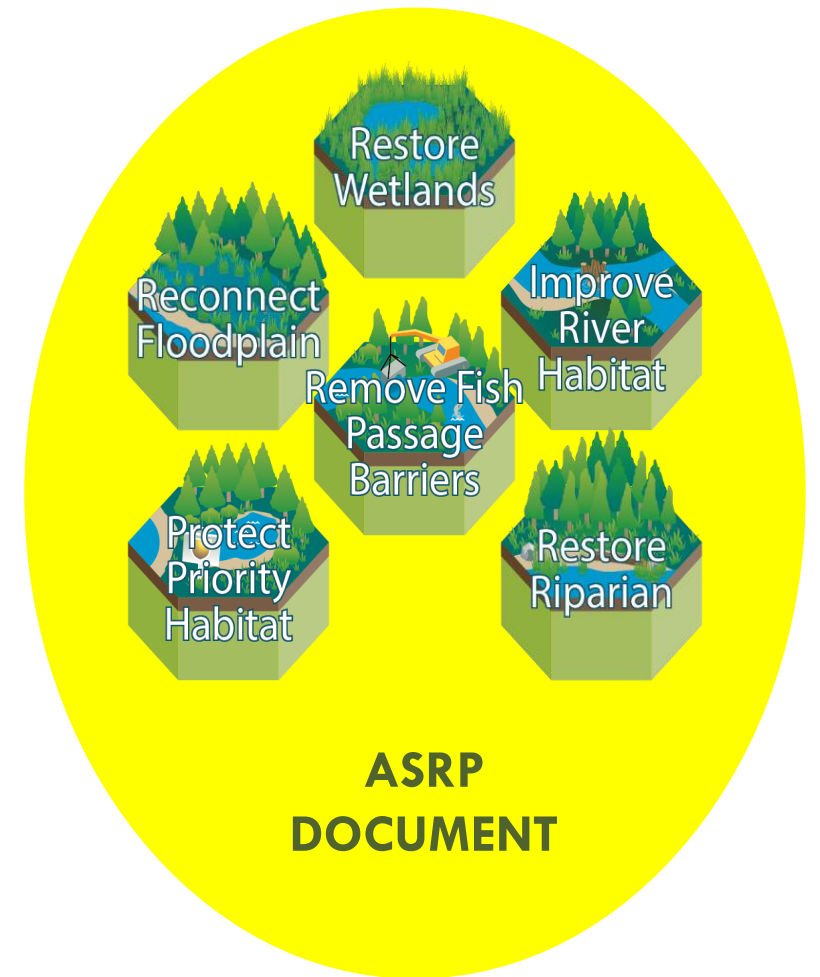 Restore
Wetlands
Reconnect
Floodplain
Improve
River
Habitat
Remove Fish
Passage
Barriers
Protect
Priority
Habitat
Restore
Riparian
ASRP
DOCUMENT